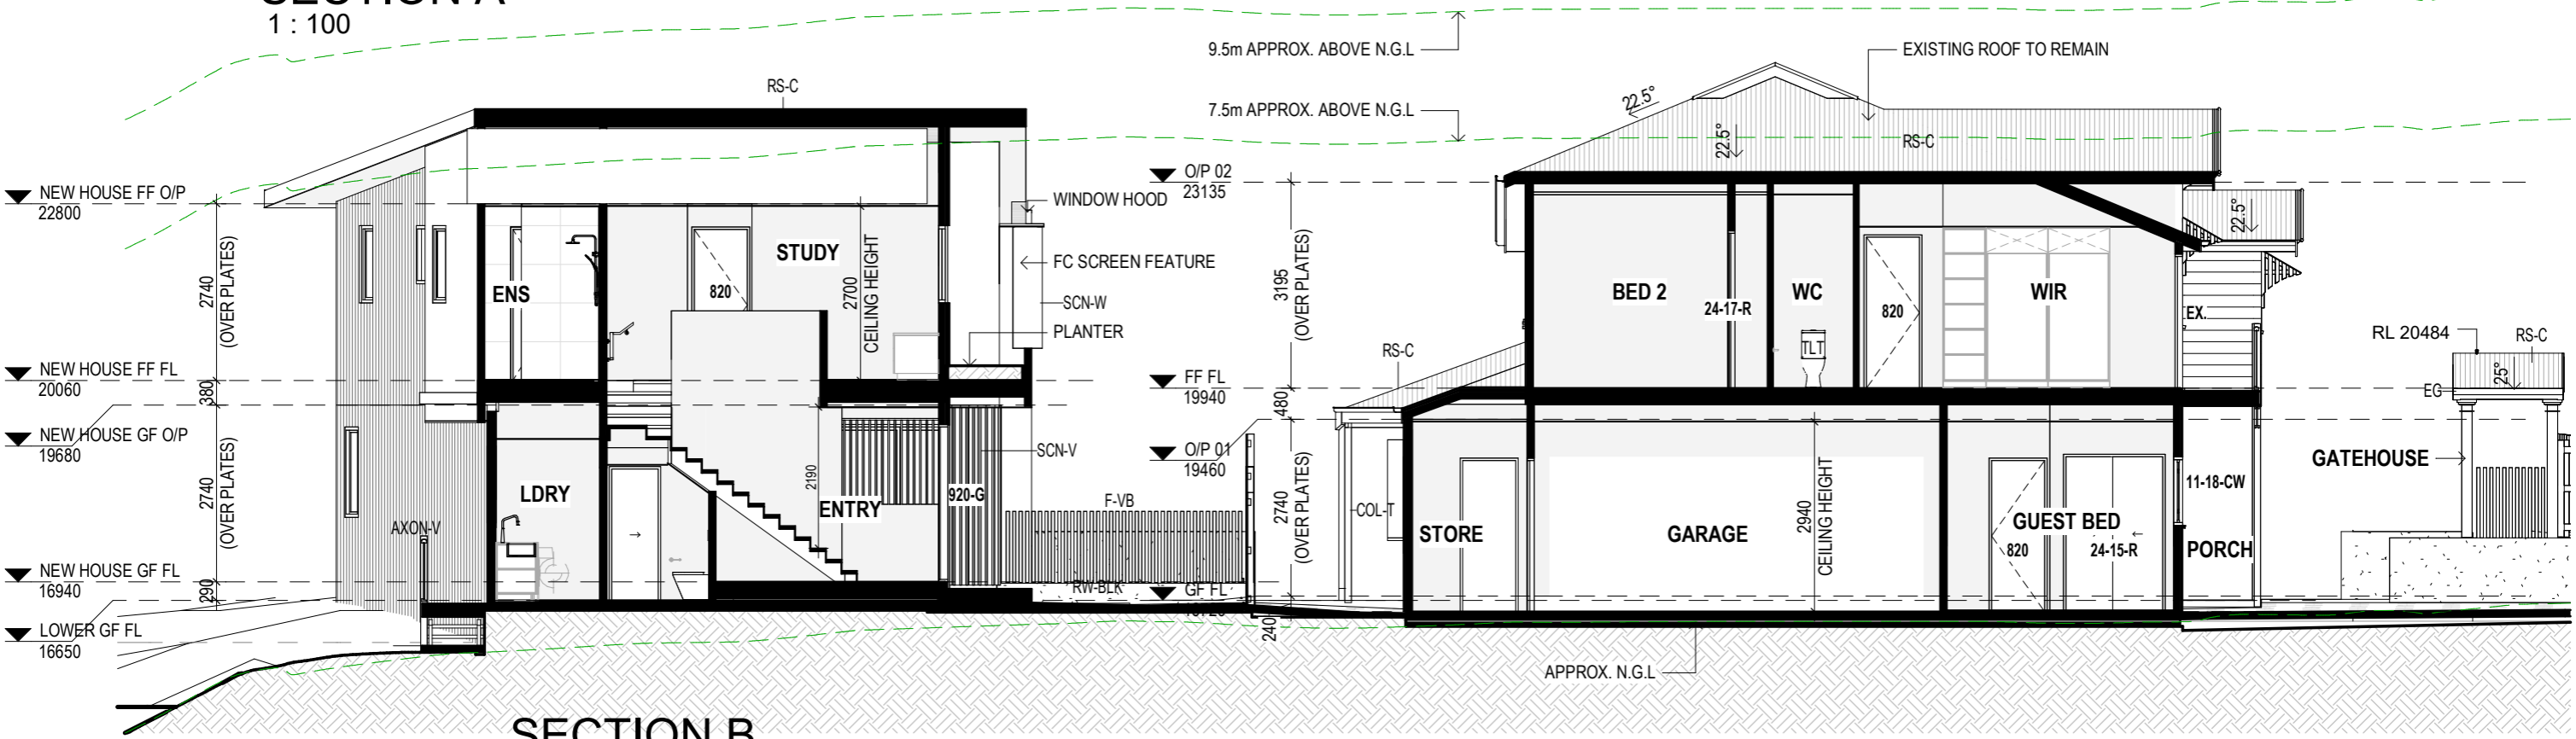 SECTION A
1 : 100
9.5m APPROX. ABOVE N.G.L
EXISTING ROOF TO REMAIN
RS-C
22.5°
7.5m APPROX. ABOVE N.G.L
22.5°
RS-C
NEW HOUSE FF O/P
22800
O/P 02
23135
WINDOW HOOD
22.5°
2740
(OVER PLATES)
STUDY
2700
CEILING HEIGHT
FC SCREEN FEATURE
3195
(OVER PLATES)
ENS
820
SCN-W
PLANTER
BED 2
24-17-R
WC
820
WIR
EX.
TLT
RL 20484
RS-C
RS-C
NEW HOUSE FF FL
20060
FF FL
19940
25°
EG
380
480
NEW HOUSE GF O/P
19680
O/P 01
19460
SCN-V
GATEHOUSE
2740
(OVER PLATES)
LDRY
2190
ENTRY
920-G
F-VB
2740
(OVER PLATES)
COL-T
STORE
GARAGE
2940
CEILING HEIGHT
GUEST BED
820
24-15-R
11-18-CW
PORCH
AXON-V
NEW HOUSE GF FL
16940
RW-BLK
GF FL
290
240
LOWER GF FL
16650
APPROX. N.G.L
SECTION B